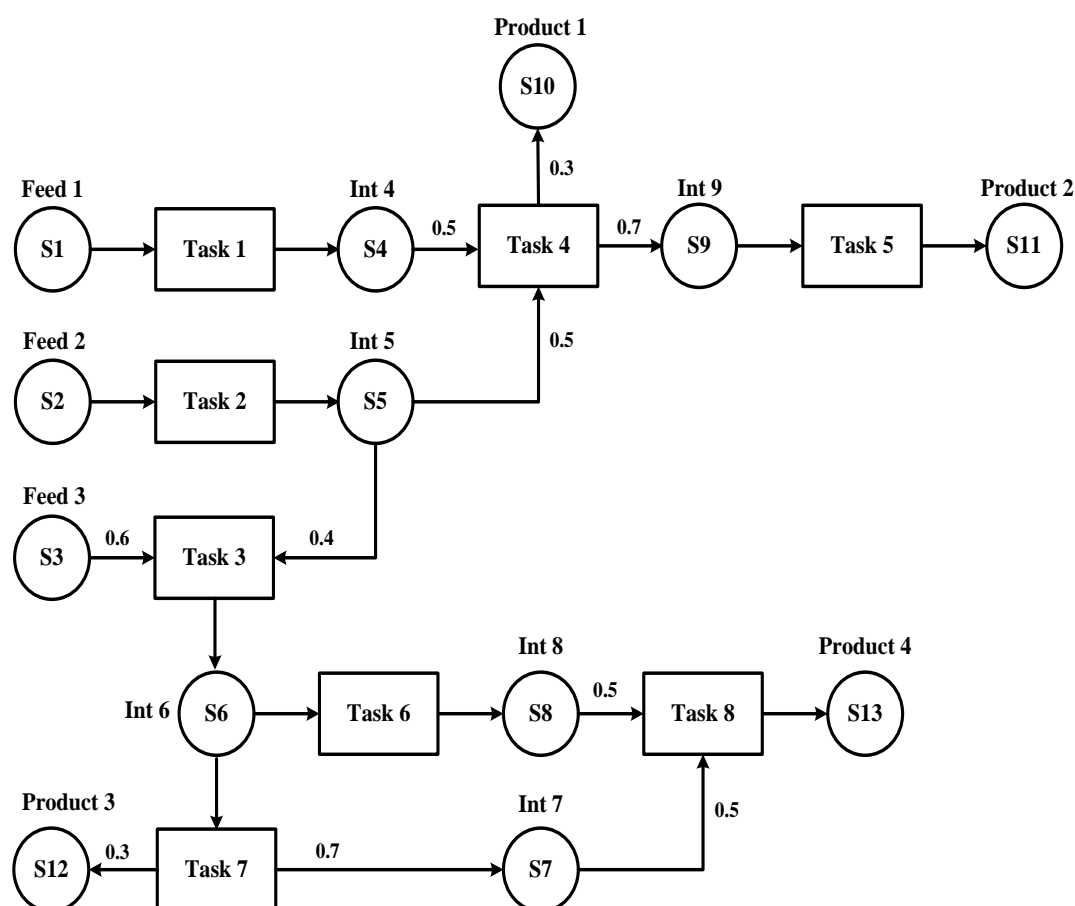 Product 1
S10
0.3
Feed 1
Int 4
Int 9
Product 2
S1
Task 1
S4
0.5
Task 4
0.7
S9
Task 5
S11
Feed 2
Int 5
0.5
S2
Task 2
S5
Feed 3
S3
0.6
Task 3
0.4
Int 8
Product 4
Int 6
S6
Task 6
S8
0.5
Task 8
S13
Product 3
Int 7
0.5
S12
0.3
Task 7
0.7
S7